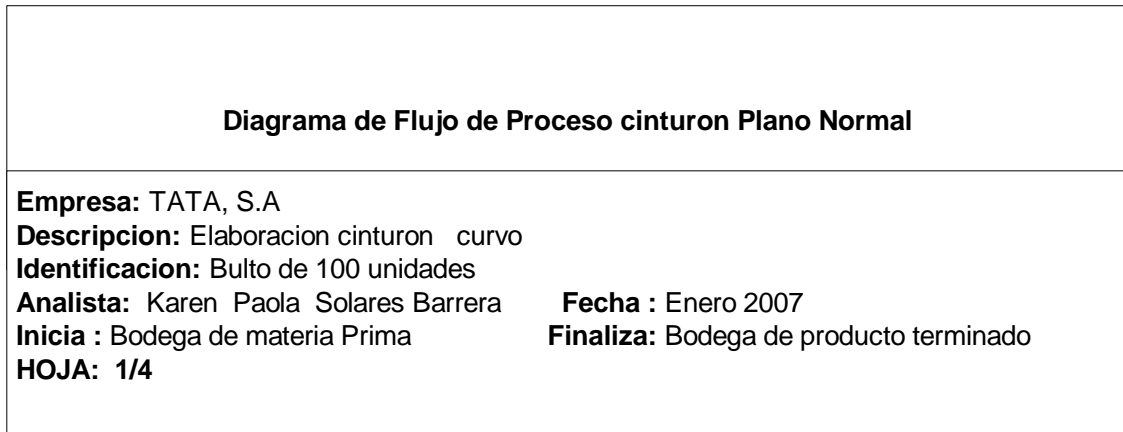 Diagrama de Flujo de Proceso cinturon Plano Normal
Empresa: TATA, S.A
Descripcion: Elaboracion cinturon curvo
Identificacion: Bulto de 100 unidades
Analista: Karen Paola Solares Barrera Fecha : Enero 2007
Inicia : Bodega de materia Prima Finaliza: Bodega de producto terminado
HOJA: 1/4